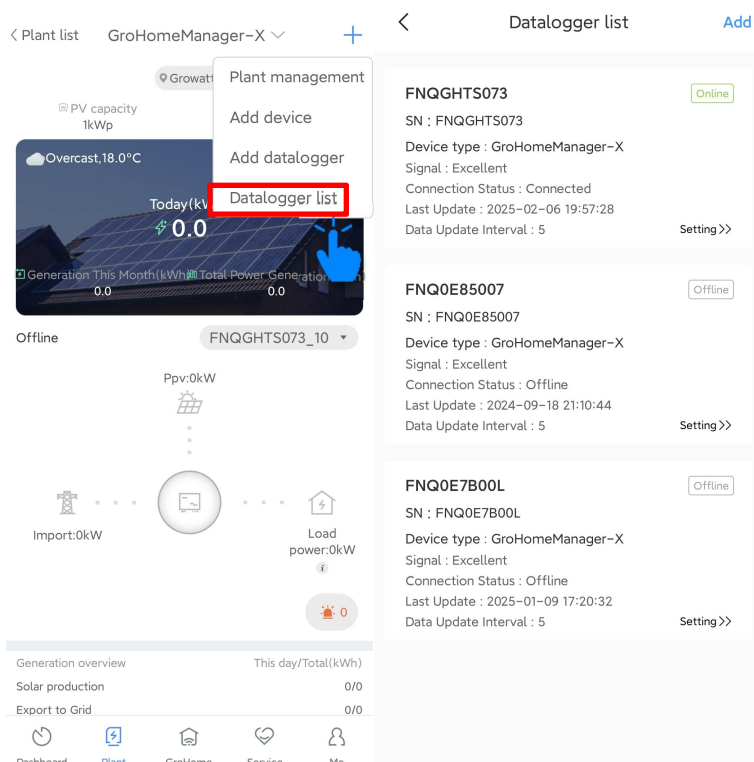 Plant list
GroHomeManager-X
Growatt
PV capacity
1kWp
Plant management
Add device
Add datalogger
Datalogger list
Overcast,18.0°C
Today(kW
0.0
Generation This Month(kWh)
Total Power Generation
0.0
0.0
Offline
FNQGHTS073_10
Ppv:0kW
Import:0kW
Load
power:0kW
i
0
Generation overview
This day/Total(kWh)
Solar production
0/0
Export to Grid
0/0
Dashboard
Plant
GroHome
Service
Me
Datalogger list
Add
FNQGHTS073
Online
SN : FNQGHTS073
Device type : GroHomeManager-X
Signal : Excellent
Connection Status : Connected
Last Update : 2025-02-06 19:57:28
Data Update Interval : 5
Setting>>
FNQ0E85007
Offline
SN : FNQ0E85007
Device type : GroHomeManager-X
Signal : Excellent
Connection Status : Offline
Last Update : 2024-09-18 21:10:44
Data Update Interval : 5
Setting>>
FNQ0E7B00L
Offline
SN : FNQ0E7B00L
Device type : GroHomeManager-X
Signal : Excellent
Connection Status : Offline
Last Update : 2025-01-09 17:20:32
Data Update Interval : 5
Setting>>